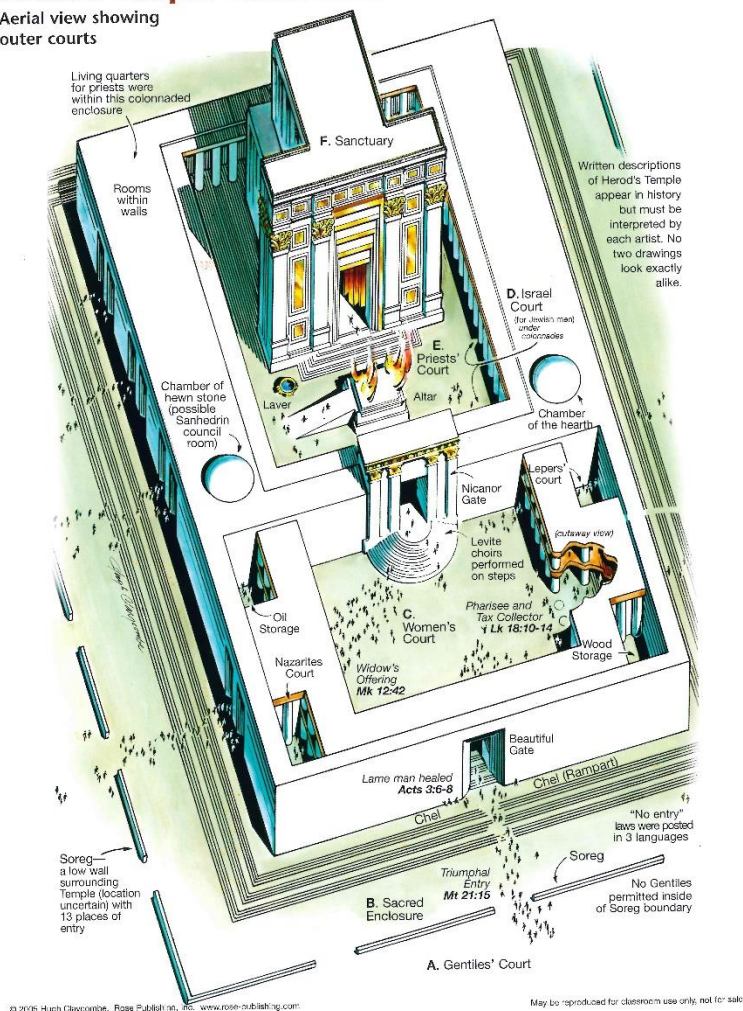 Aerial view showing
outer courts
Living quarters
for priests were
within this colonnaded
enclosure
F. Sanctuary
Rooms
within
walls
Written descriptions
of Herod's Temple
appear in history
but must be
interpreted by
each artist. No
two drawings
look exactly
alike.
D. Israel
Court
(for Jewish men)
under
colonnades
E.
Priests'
Court
Chamber of
hewn stone
(possible
Sanhedrin
council
room)
Laver
Altar
Chamber
of the hearth
Nicanor
Gate
Lepers'
court
(cutaway view)
Levite
choirs
performed
on steps
Oil
Storage
C.
Women's
Court
Pharisee and
Tax Collector
Lk 18:10-14
Wood
Storage
Nazarites
Court
Widow's
Offering
Mk 12:42
Beautiful
Gate
Lame man healed
Acts 3:6-8
Chel
Chel (Rampart)
"No entry"
laws were posted
in 3 languages
Soreg—
a low wall
surrounding
Temple (location
uncertain) with
13 places of
entry
Soreg
Triumphal
Entry
Mt 21:15
No Gentiles
permitted inside
of Soreg boundary
B. Sacred
Enclosure
A. Gentiles' Court
© 2005 Hugh Claycombe. Rose Publishing, Inc. www.rose-publishing.com
May be reproduced for classroom use only, not for sale